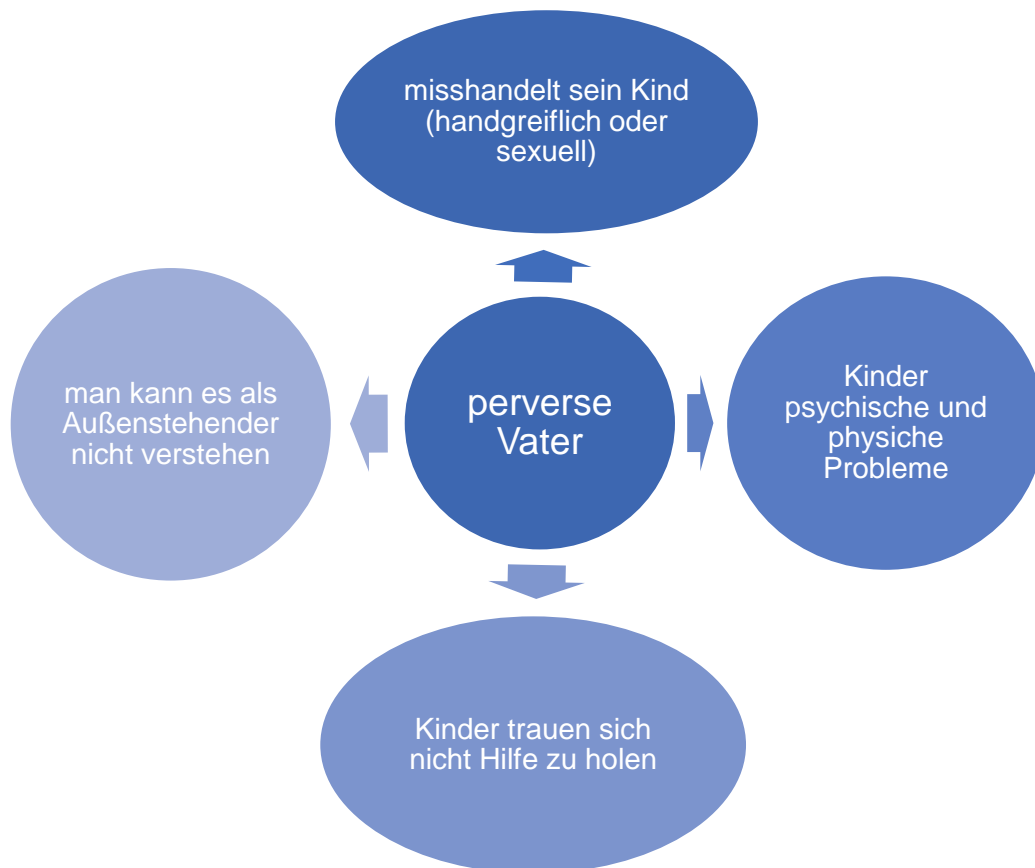 misshandelt sein Kind
(handgreiflich oder
sexuell)
man kann es als
Außenstehender
nicht verstehen
perverse
Vater
Kinder
psychische und
physiche
Probleme
Kinder trauen sich
nicht Hilfe zu holen